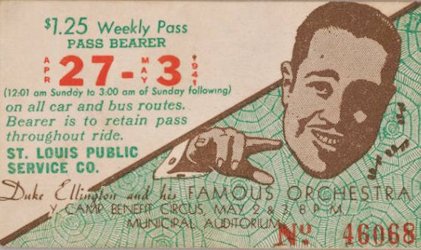 $1.25 Weekly Pass
PASS BEARER
APR 27 - MAY 3 1941
(12:01 am Sunday to 3:00 am of Sunday following)
on all car and bus routes.
Bearer is to retain pass
throughout ride.
ST. LOUIS PUBLIC
SERVICE CO.
Duke Ellington and his FAMOUS ORCHESTRA
Y CAMP BENEFIT CIRCUS, MAY 2 & 3, 8 P.M.
MUNICIPAL AUDITORIUM
No. 46068